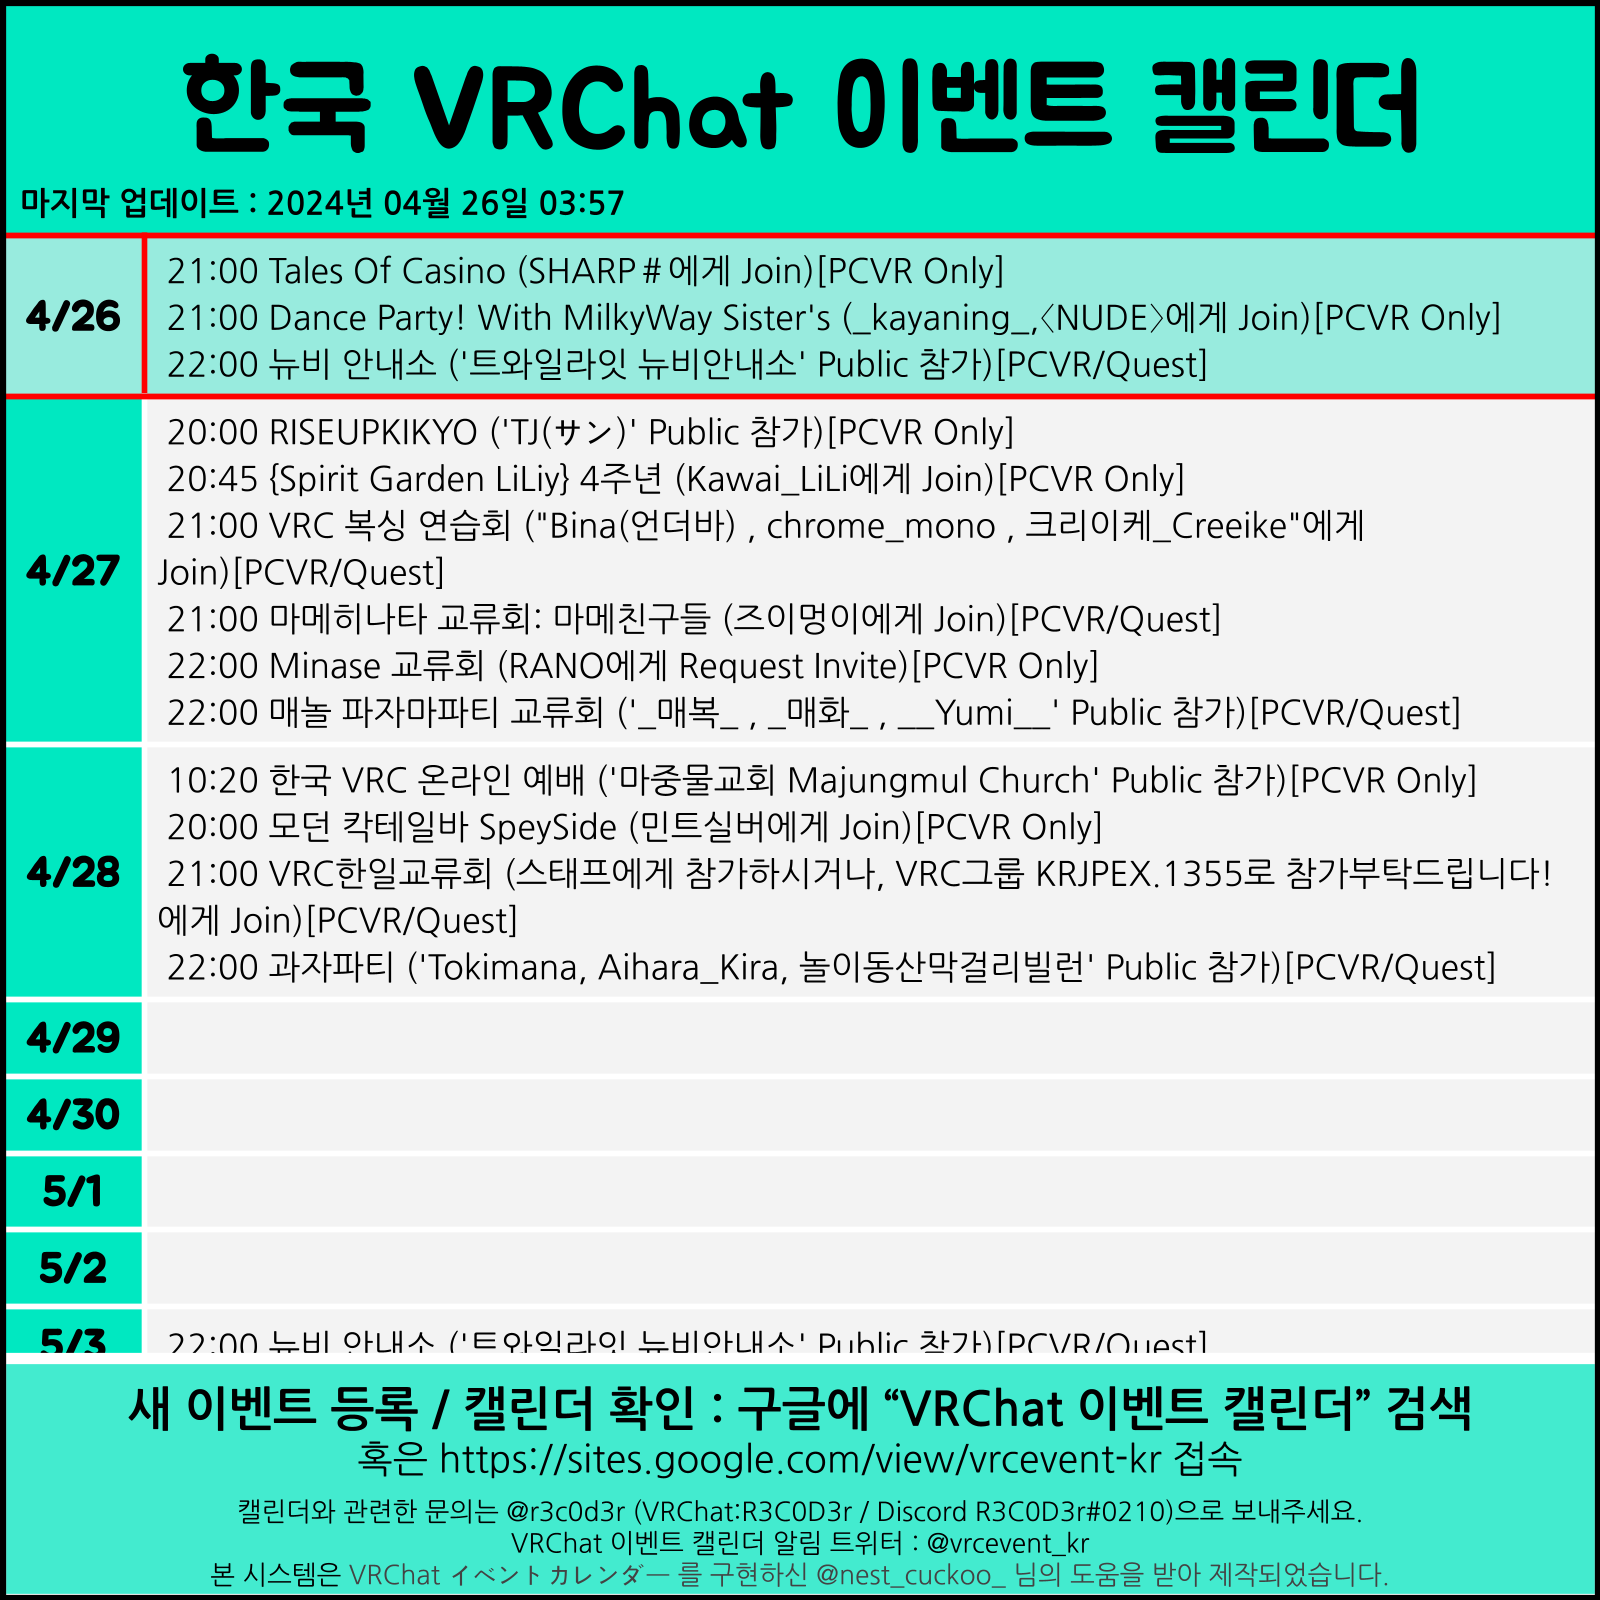 한국 VRChat 이벤트 캘린더
마지막 업데이트 : 2024년 04월 26일 03:57
4/26
21:00 Tales Of Casino (SHARP#에게 Join)[PCVR Only]
21:00 Dance Party! With MilkyWay Sister's (_kayaning_,〈NUDE〉에게 Join)[PCVR Only]
22:00 뉴비 안내소 ('트와일라잇 뉴비안내소' Public 참가)[PCVR/Quest]
4/27
20:00 RISEUPKIKYO ('TJ(サン)' Public 참가)[PCVR Only]
20:45 {Spirit Garden LiLiy} 4주년 (Kawai_LiLi에게 Join)[PCVR Only]
21:00 VRC 복싱 연습회 ("Bina(언더바) , chrome_mono , 크리이케_Creeike"에게
Join)[PCVR/Quest]
21:00 마메히나타 교류회: 마메친구들 (즈이멍이에게 Join)[PCVR/Quest]
22:00 Minase 교류회 (RANO에게 Request Invite)[PCVR Only]
22:00 매놀 파자마파티 교류회 ('_매복_ , _매화_ , __Yumi__' Public 참가)[PCVR/Quest]
4/28
10:20 한국 VRC 온라인 예배 ('마중물교회 Majungmul Church' Public 참가)[PCVR Only]
20:00 모던 칵테일바 SpeySide (민트실버에게 Join)[PCVR Only]
21:00 VRC한일교류회 (스태프에게 참가하시거나, VRC그룹 KRJPEX.1355로 참가부탁드립니다!
에게 Join)[PCVR/Quest]
22:00 과자파티 ('Tokimana, Aihara_Kira, 놀이동산막걸리빌런' Public 참가)[PCVR/Quest]
4/29
4/30
5/1
5/2
5/3
22:00 뉴비 안내소 ('트와일라잇 뉴비안내소' Public 참가)[PCVR/Quest]
새 이벤트 등록 / 캘린더 확인 : 구글에 “VRChat 이벤트 캘린더” 검색
혹은 https://sites.google.com/view/vrcevent-kr 접속
캘린더와 관련한 문의는 @r3c0d3r (VRChat:R3C0D3r / Discord R3C0D3r#0210)으로 보내주세요.
VRChat 이벤트 캘린더 알림 트위터 : @vrcevent_kr
본 시스템은 VRChat イベントカレンダー 를 구현하신 @nest_cuckoo_ 님의 도움을 받아 제작되었습니다.